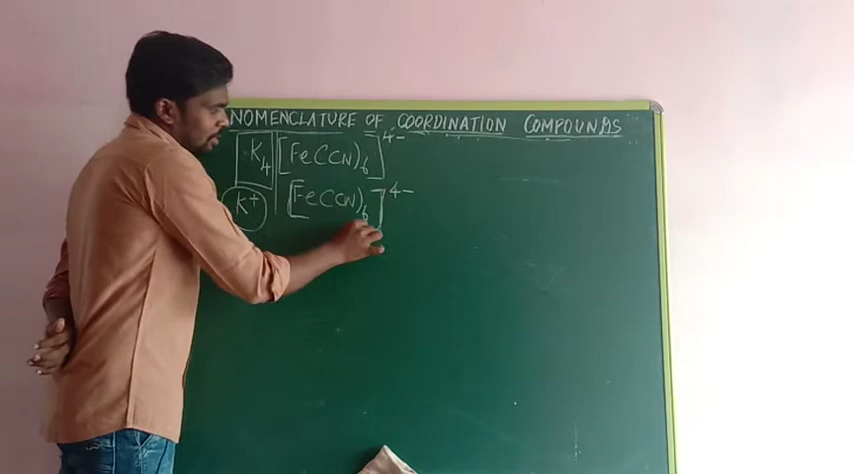 NOMENCLATURE OF COORDINATION COMPOUNDS
K₄ [Fe(CN)₆]⁴⁻
K⁺ [Fe(CN)₆]⁴⁻